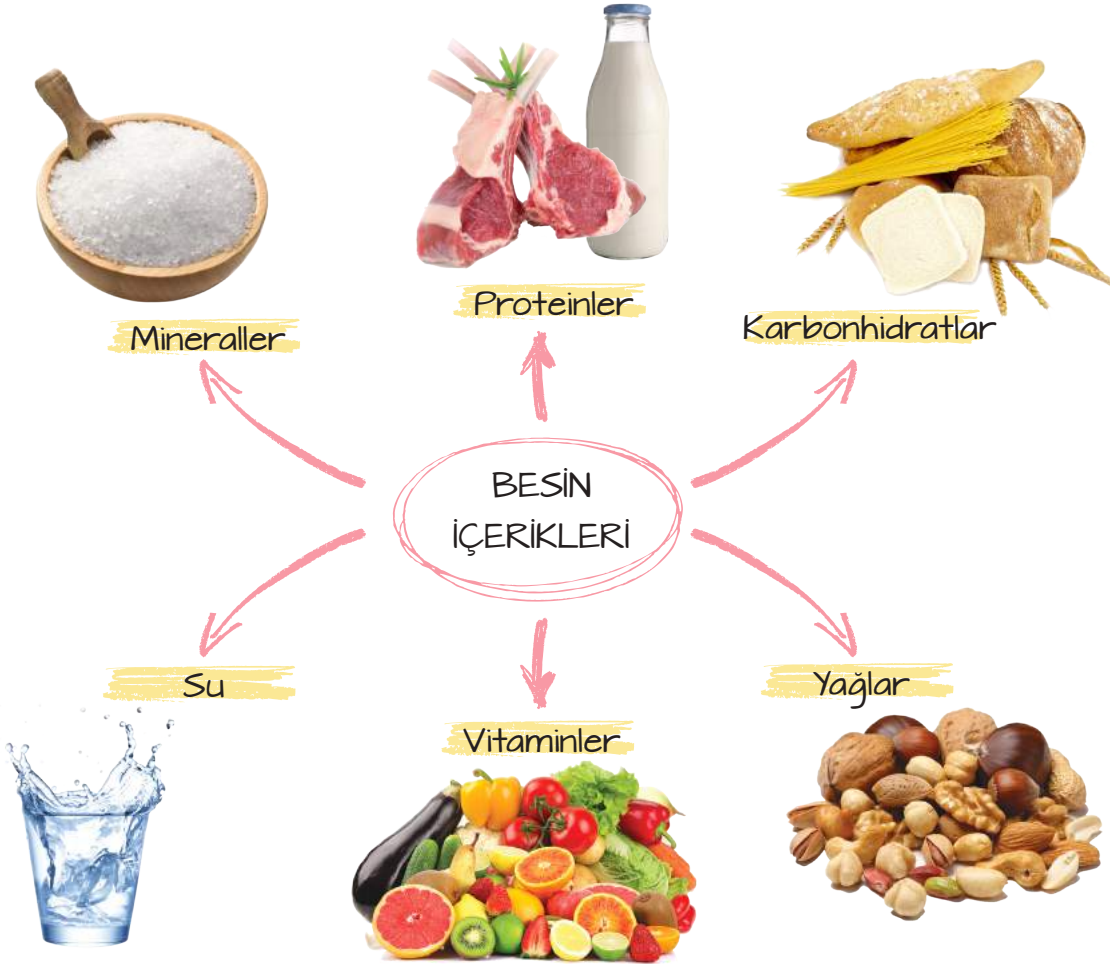 Mineraller
Proteinler
Karbonhidratlar
BESİN
İÇERİKLERİ
Su
Vitaminler
Yağlar